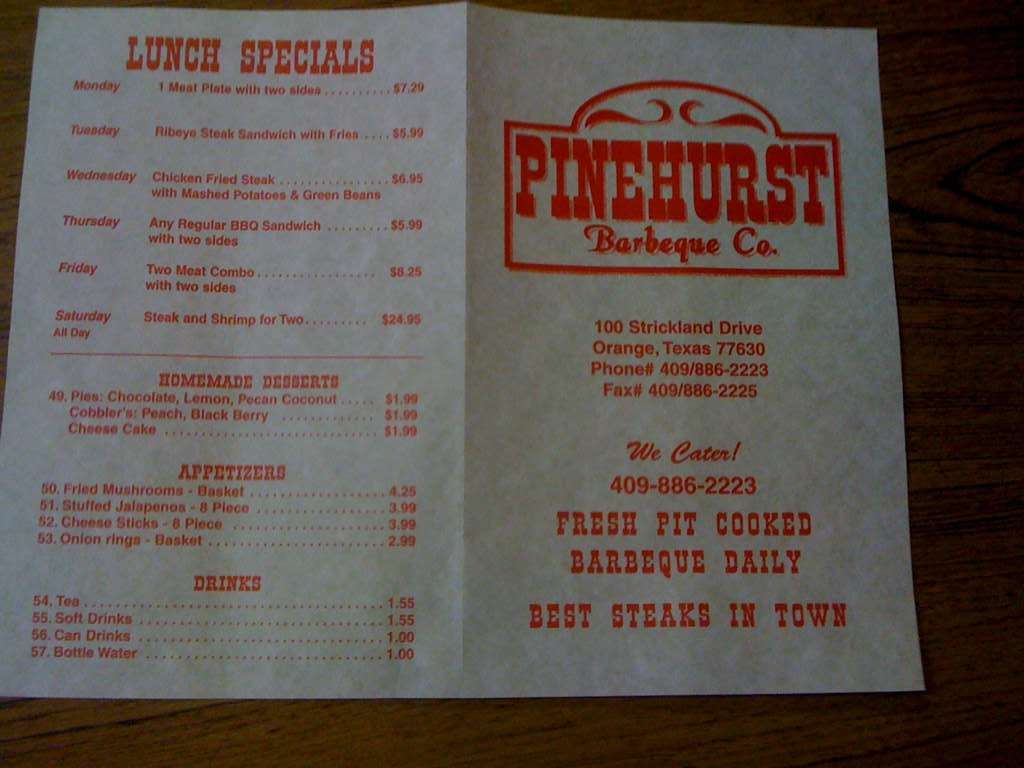 LUNCH SPECIALS
Monday 1 Meat Plate with two sides .......... $7.29
Tuesday Ribeye Steak Sandwich with Fries .... $5.99
Wednesday Chicken Fried Steak ................ $6.95
with Mashed Potatoes & Green Beans
Thursday Any Regular BBQ Sandwich ......... $5.99
with two sides
Friday Two Meat Combo .................. $8.25
with two sides
Saturday Steak and Shrimp for Two ......... $24.95
All Day
HOMEMADE DESSERTS
49. Pies: Chocolate, Lemon, Pecan Coconut ..... $1.99
Cobbler's: Peach, Black Berry ............. $1.99
Cheese Cake ............................. $1.99
APPETIZERS
50. Fried Mushrooms - Basket .................... 4.25
51. Stuffed Jalapenos - 8 Piece ................... 3.99
52. Cheese Sticks - 8 Piece ...................... 3.99
53. Onion rings - Basket .......................... 2.99
DRINKS
54. Tea ............................................ 1.55
55. Soft Drinks .................................... 1.55
56. Can Drinks .................................... 1.00
57. Bottle Water ................................... 1.00
PINEHURST
Barbeque Co.
100 Strickland Drive
Orange, Texas 77630
Phone# 409/886-2223
Fax# 409/886-2225
We Cater!
409-886-2223
FRESH PIT COOKED
BARBEQUE DAILY
BEST STEAKS IN TOWN